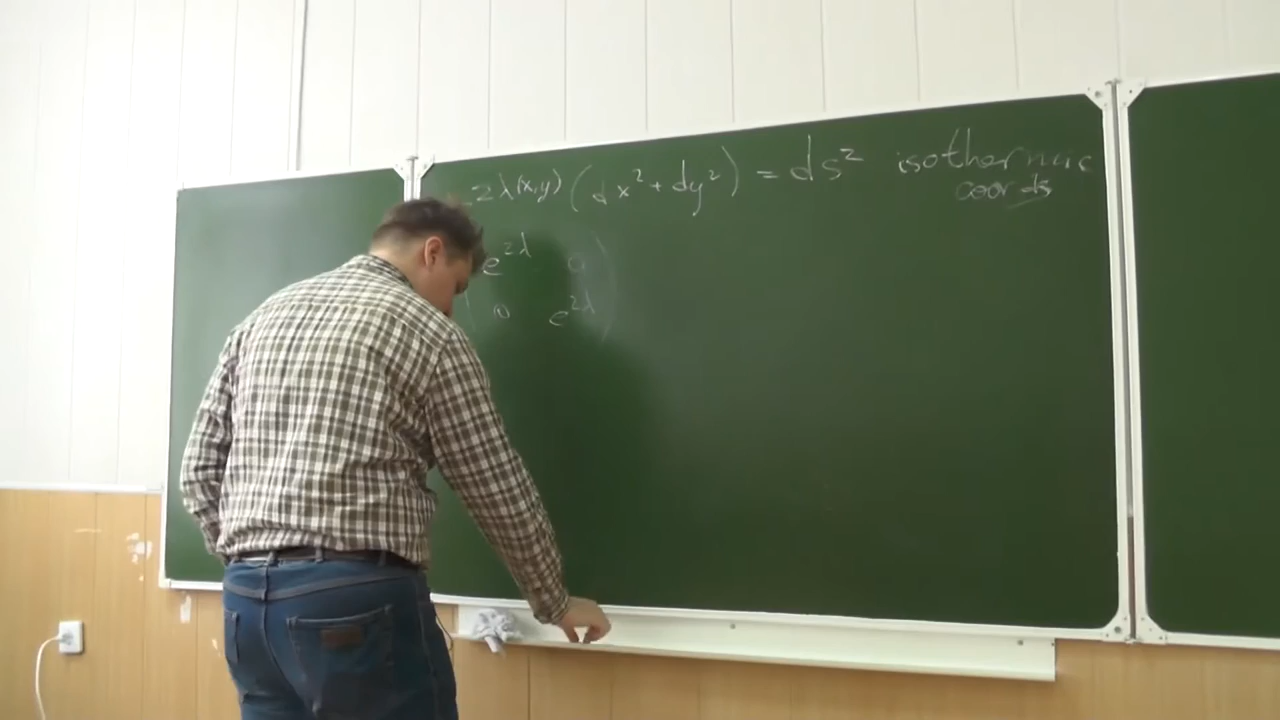 2λ(x,y) (dx² + dy²) = ds² isothermic
coords
e^{2λ} 0
0 e^{2λ}